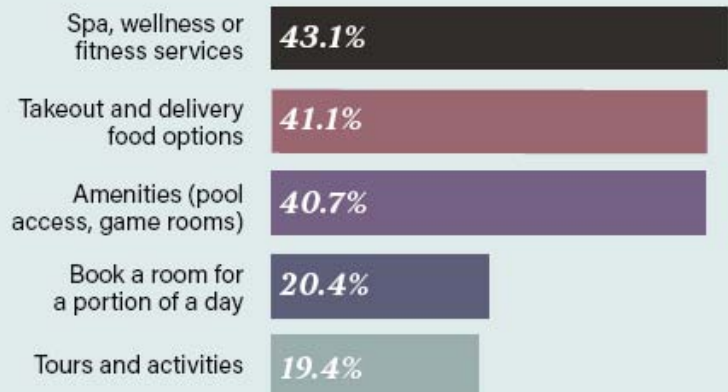 Spa, wellness or
fitness services
43.1%
Takeout and delivery
food options
41.1%
Amenities (pool
access, game rooms)
40.7%
Book a room for
a portion of a day
20.4%
Tours and activities
19.4%